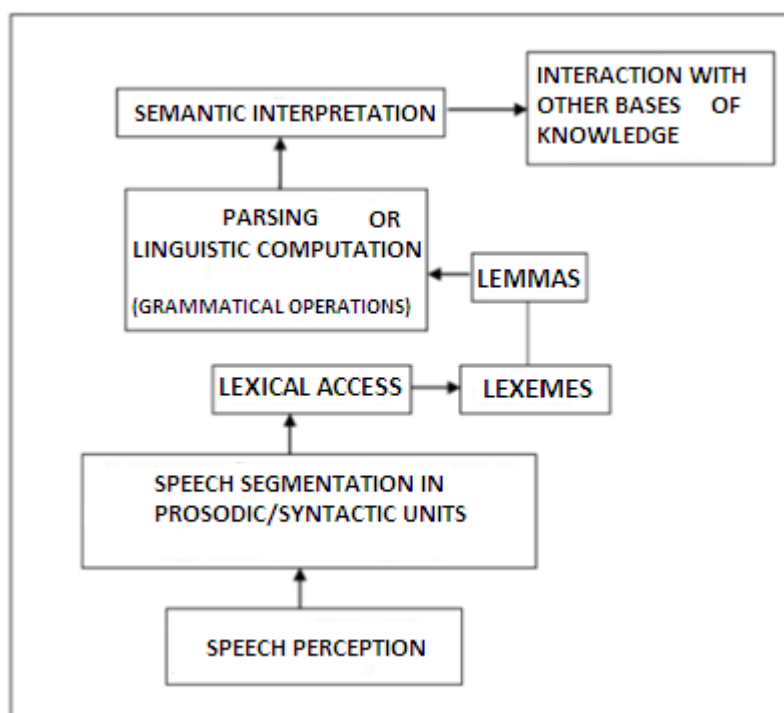 INTERACTION WITH
OTHER BASES OF
KNOWLEDGE
SEMANTIC INTERPRETATION
PARSING OR
LINGUISTIC COMPUTATION
(GRAMMATICAL OPERATIONS)
LEMMAS
LEXICAL ACCESS
LEXEMES
SPEECH SEGMENTATION IN
PROSODIC/SYNTACTIC UNITS
SPEECH PERCEPTION